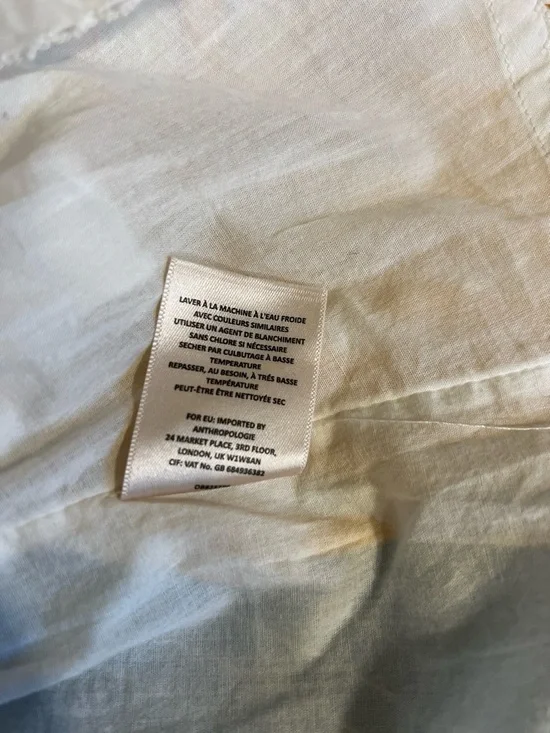 LAVER À LA MACHINE À L'EAU FROIDE
AVEC COULEURS SIMILAIRES
UTILISER UN AGENT DE BLANCHIMENT
SANS CHLORE SI NÉCESSAIRE
SECHER PAR CULBUTAGE À BASSE
TEMPERATURE
REPASSER, AU BESOIN, À TRÉS BASSE
TEMPÉRATURE
PEUT-ÊTRE ÊTRE NETTOYÉE SEC
FOR EU: IMPORTED BY
ANTHROPOLOGIE
24 MARKET PLACE, 3RD FLOOR,
LONDON, UK W1W8AN
CIF: VAT No. GB 684936382